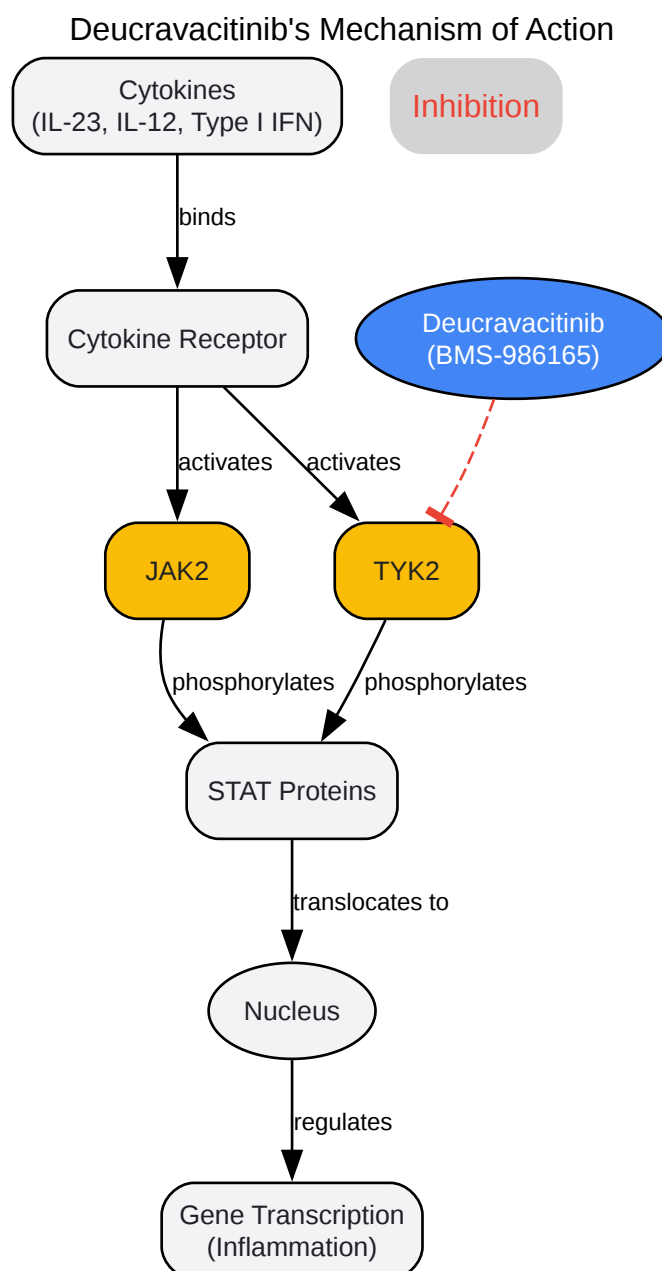 Deucravacitinib's Mechanism of Action
Cytokines
(IL-23, IL-12, Type I IFN)
Inhibition
binds
Cytokine Receptor
Deucravacitinib
(BMS-986165)
activates
activates
JAK2
TYK2
phosphorylates
phosphorylates
STAT Proteins
translocates to
Nucleus
regulates
Gene Transcription
(Inflammation)